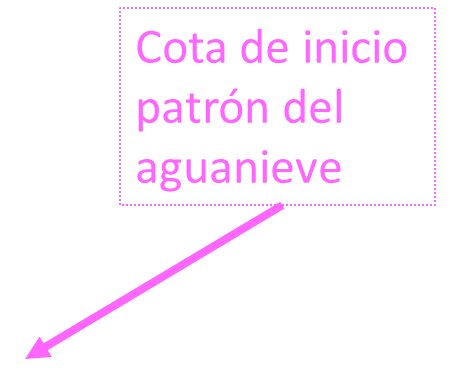 Cota de inicio
patrón del
aguanieve